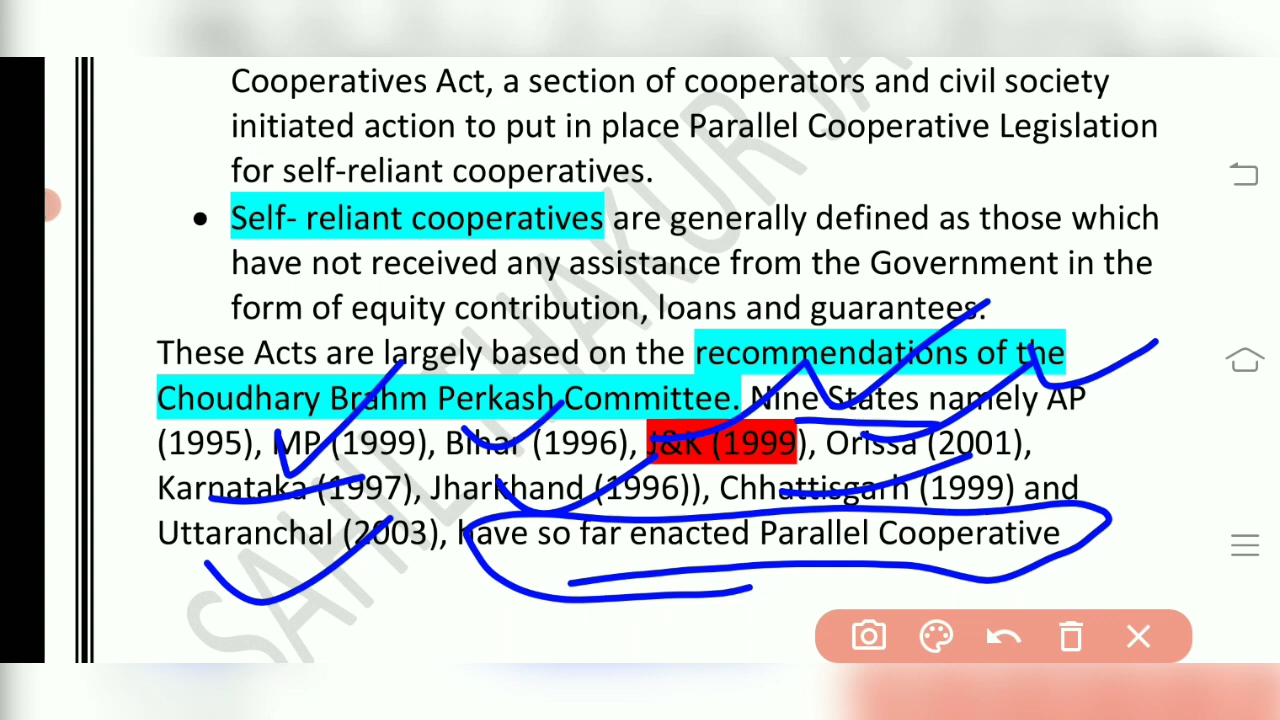 Cooperatives Act, a section of cooperators and civil society
initiated action to put in place Parallel Cooperative Legislation
for self-reliant cooperatives.
• Self- reliant cooperatives are generally defined as those which
have not received any assistance from the Government in the
form of equity contribution, loans and guarantees.
These Acts are largely based on the recommendations of the
Choudhary Brahm Perkash Committee. Nine States namely AP
(1995), MP (1999), Bihar (1996), J&K (1999), Orissa (2001),
Karnataka (1997), Jharkhand (1996)), Chhattisgarh (1999) and
Uttaranchal (2003), have so far enacted Parallel Cooperative
SAHIL THAKUR JA